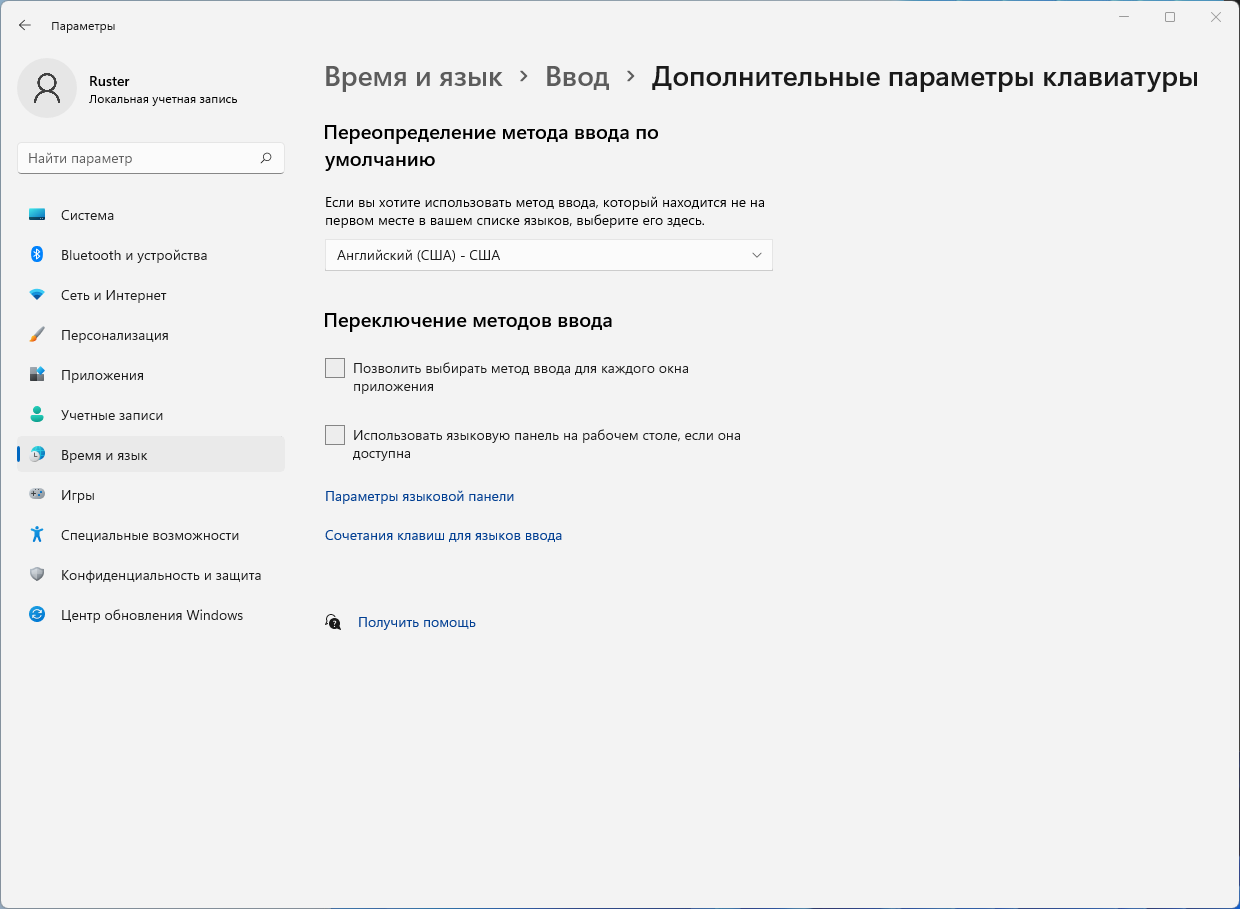 Параметры
Ruster
Локальная учетная запись
Найти параметр
Система
Bluetooth и устройства
Сеть и Интернет
Персонализация
Приложения
Учетные записи
Время и язык
Игры
Специальные возможности
Конфиденциальность и защита
Центр обновления Windows
Время и язык › Ввод › Дополнительные параметры клавиатуры
Переопределение метода ввода по
умолчанию
Если вы хотите использовать метод ввода, который находится не на
первом месте в вашем списке языков, выберите его здесь.
Английский (США) - США
Переключение методов ввода
Позволить выбирать метод ввода для каждого окна
приложения
Использовать языковую панель на рабочем столе, если она
доступна
Параметры языковой панели
Сочетания клавиш для языков ввода
Получить помощь